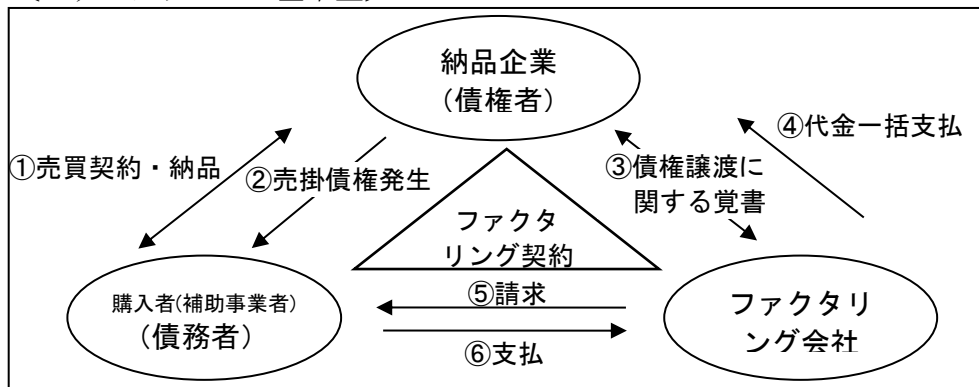 納品企業
（債権者）
④代金一括支払
①売買契約・納品
②売掛債権発生
③債権譲渡に
関する覚書
ファクタ
リング契約
⑤請求
購入者(補助事業者)
（債務者）
ファクタリ
ング会社
⑥支払